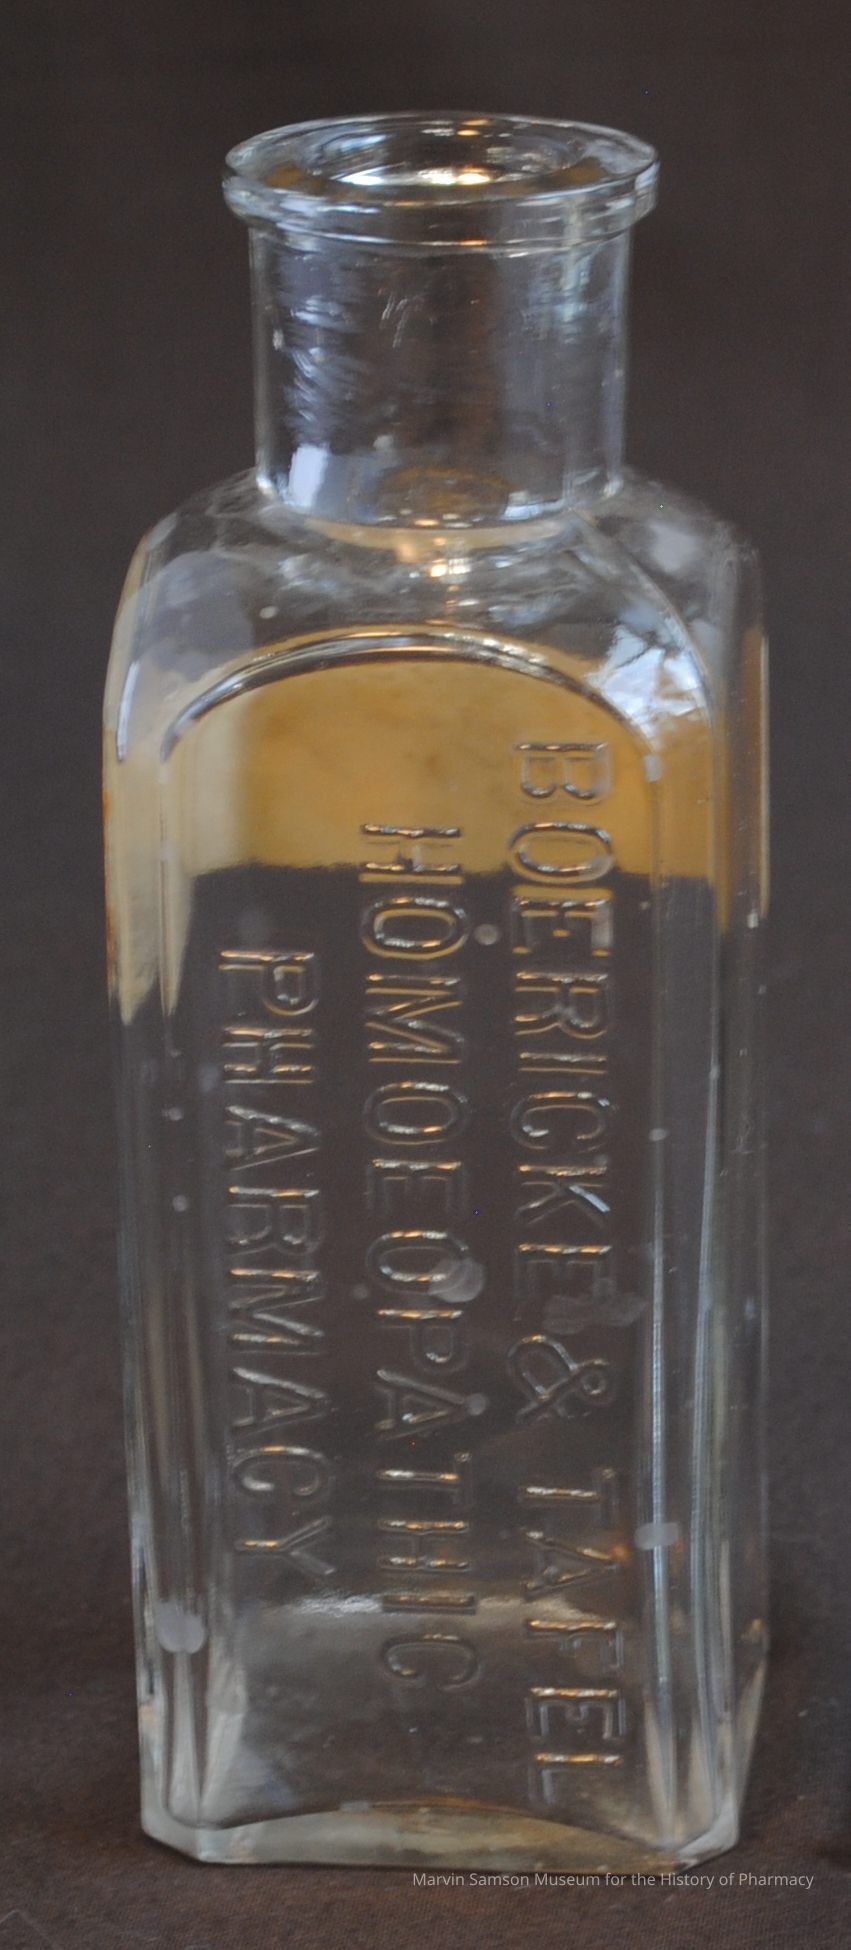 BOERICKE & TAFEL
HOMOEOPATHIC
PHARMACY
Marvin Samson Museum for the History of Pharmacy